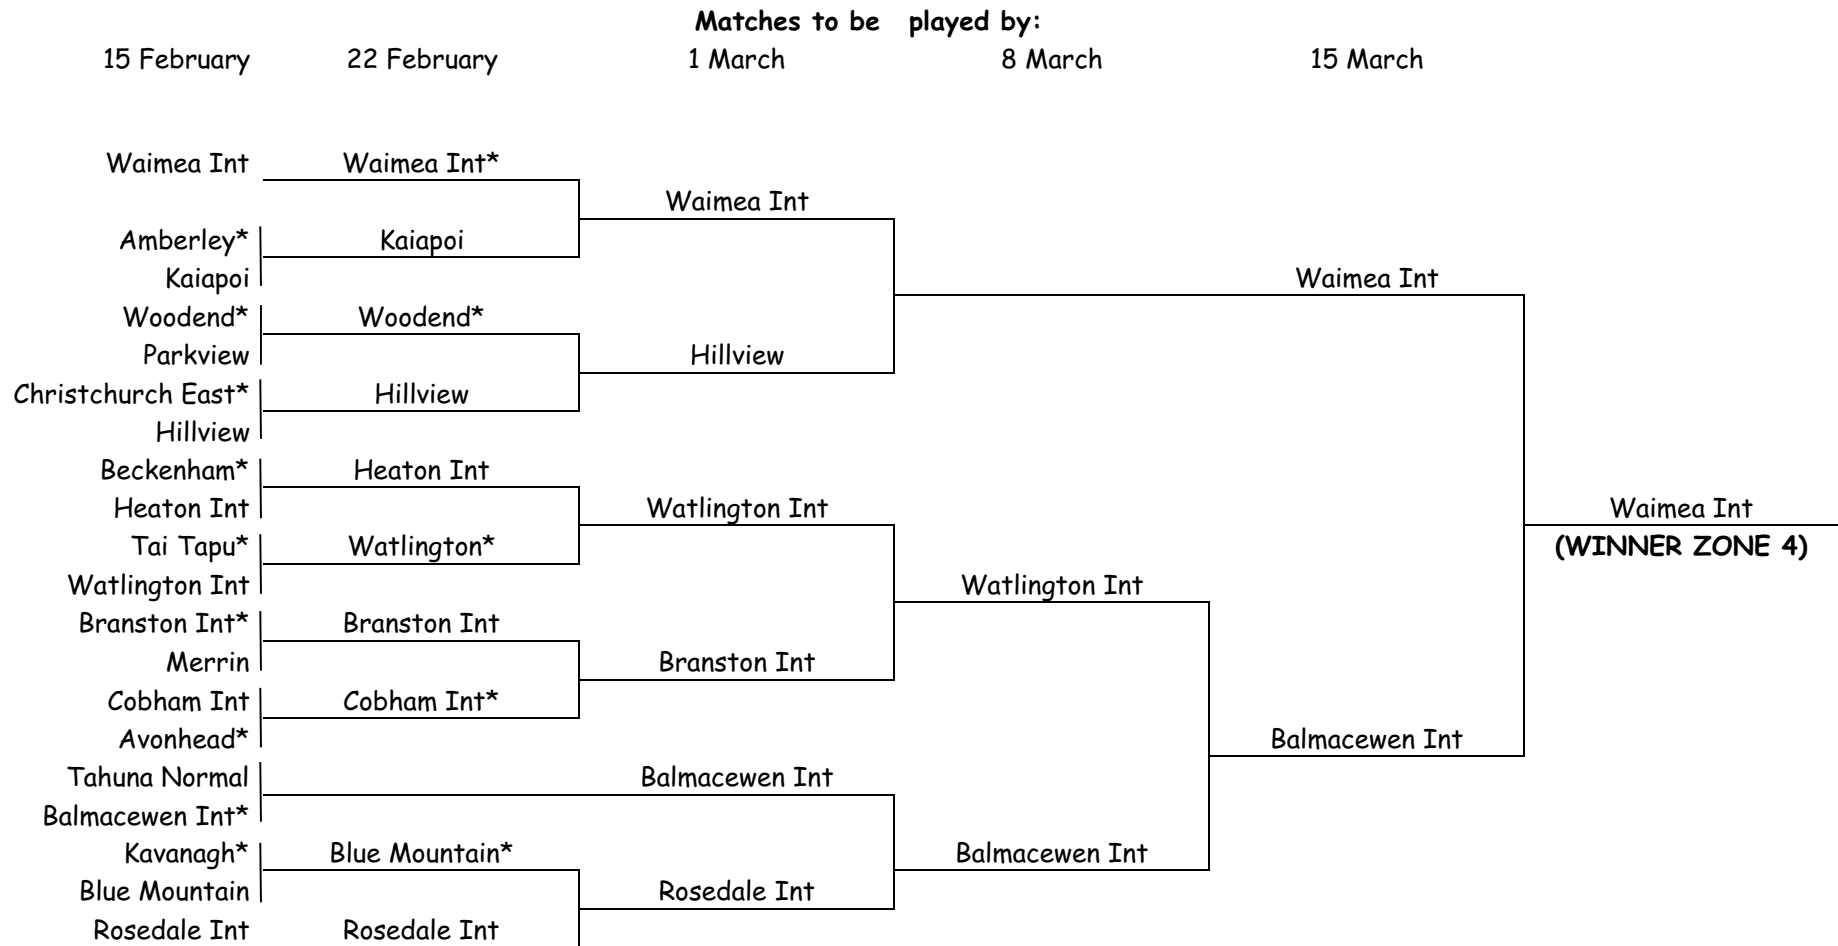 Matches to be played by:
15 February 22 February 1 March 8 March 15 March
Waimea Int Waimea Int*
Waimea Int
Amberley* Kaiapoi
Kaiapoi Waimea Int
Woodend* Woodend*
Parkview Hillview
Christchurch East* Hillview
Hillview
Beckenham* Heaton Int
Heaton Int Watlington Int Waimea Int
Tai Tapu* Watlington* (WINNER ZONE 4)
Watlington Int Watlington Int
Branston Int* Branston Int
Merrin Branston Int
Cobham Int Cobham Int*
Avonhead* Balmacewen Int
Tahuna Normal Balmacewen Int
Balmacewen Int*
Kavanagh* Blue Mountain* Balmacewen Int
Blue Mountain Rosedale Int
Rosedale Int Rosedale Int